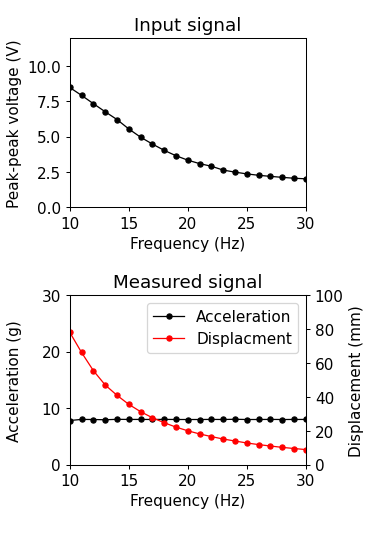 Input signal
Peak-peak voltage (V)
10.0
7.5
5.0
2.5
0.0
10 15 20 25 30
Frequency (Hz)
Measured signal
Acceleration (g)
30
20
10
0
Acceleration
Displacment
100
80
60
40
20
0
Displacement (mm)
10 15 20 25 30
Frequency (Hz)